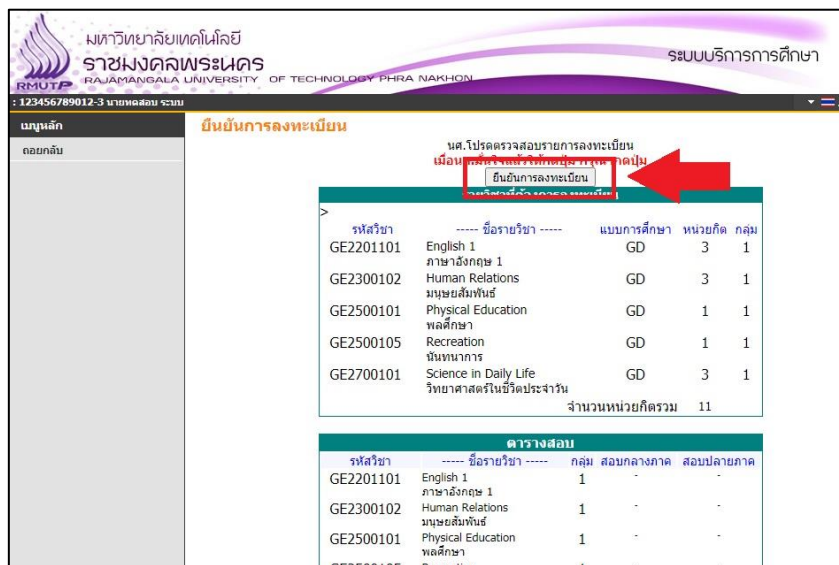 มหาวิทยาลัยเทคโนโลยี
ราชมงคลพระนคร
RMUTP RAJAMANGALA UNIVERSITY OF TECHNOLOGY PHRA NAKHON
ระบบบริการการศึกษา
: 123456789012-3 นายทดสอบ ระบบ
เมนูหลัก
ถอยกลับ
ยืนยันการลงทะเบียน
นศ.โปรดตรวจสอบรายการลงทะเบียน
ยืนยันการลงทะเบียน
>
รหัสวิชา ----- ชื่อรายวิชา ----- แบบการศึกษา หน่วยกิต กลุ่ม
GE2201101 English 1 GD 3 1
ภาษาอังกฤษ 1
GE2300102 Human Relations GD 3 1
มนุษยสัมพันธ์
GE2500101 Physical Education GD 1 1
พลศึกษา
GE2500105 Recreation GD 1 1
นันทนาการ
GE2700101 Science in Daily Life GD 3 1
วิทยาศาสตร์ในชีวิตประจำวัน
จำนวนหน่วยกิตรวม 11
ตารางสอบ
รหัสวิชา ----- ชื่อรายวิชา ----- กลุ่ม สอบกลางภาค สอบปลายภาค
GE2201101 English 1 1 - -
ภาษาอังกฤษ 1
GE2300102 Human Relations 1 - -
มนุษยสัมพันธ์
GE2500101 Physical Education 1 - -
พลศึกษา